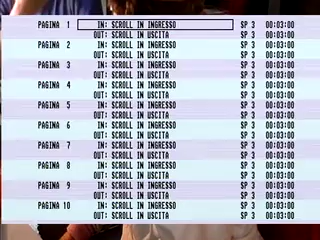 PAGINA 1 IN: SCROLL IN INGRESSO SP 3 00:03:00
OUT: SCROLL IN USCITA SP 3 00:03:00
PAGINA 2 IN: SCROLL IN INGRESSO SP 3 00:03:00
OUT: SCROLL IN USCITA SP 3 00:03:00
PAGINA 3 IN: SCROLL IN INGRESSO SP 3 00:03:00
OUT: SCROLL IN USCITA SP 3 00:03:00
PAGINA 4 IN: SCROLL IN INGRESSO SP 3 00:03:00
OUT: SCROLL IN USCITA SP 3 00:03:00
PAGINA 5 IN: SCROLL IN INGRESSO SP 3 00:03:00
OUT: SCROLL IN USCITA SP 3 00:03:00
PAGINA 6 IN: SCROLL IN INGRESSO SP 3 00:03:00
OUT: SCROLL IN USCITA SP 3 00:03:00
PAGINA 7 IN: SCROLL IN INGRESSO SP 3 00:03:00
OUT: SCROLL IN USCITA SP 3 00:03:00
PAGINA 8 IN: SCROLL IN INGRESSO SP 3 00:03:00
OUT: SCROLL IN USCITA SP 3 00:03:00
PAGINA 9 IN: SCROLL IN INGRESSO SP 3 00:03:00
OUT: SCROLL IN USCITA SP 3 00:03:00
PAGINA 10 IN: SCROLL IN INGRESSO SP 3 00:03:00
OUT: SCROLL IN USCITA SP 3 00:03:00